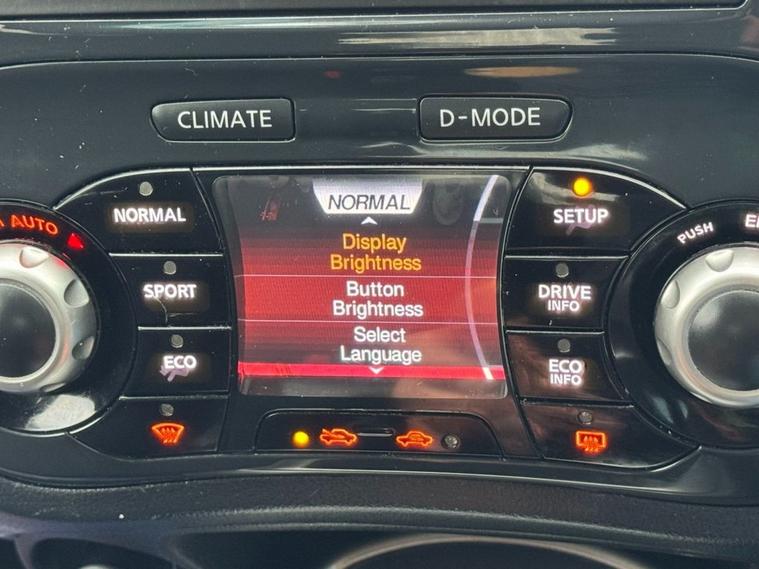 CLIMATE
D-MODE
NORMAL
NORMAL
SETUP
AUTO
PUSH
Display
Brightness
SPORT
Button
Brightness
DRIVE
INFO
ECO
Select
Language
ECO
INFO